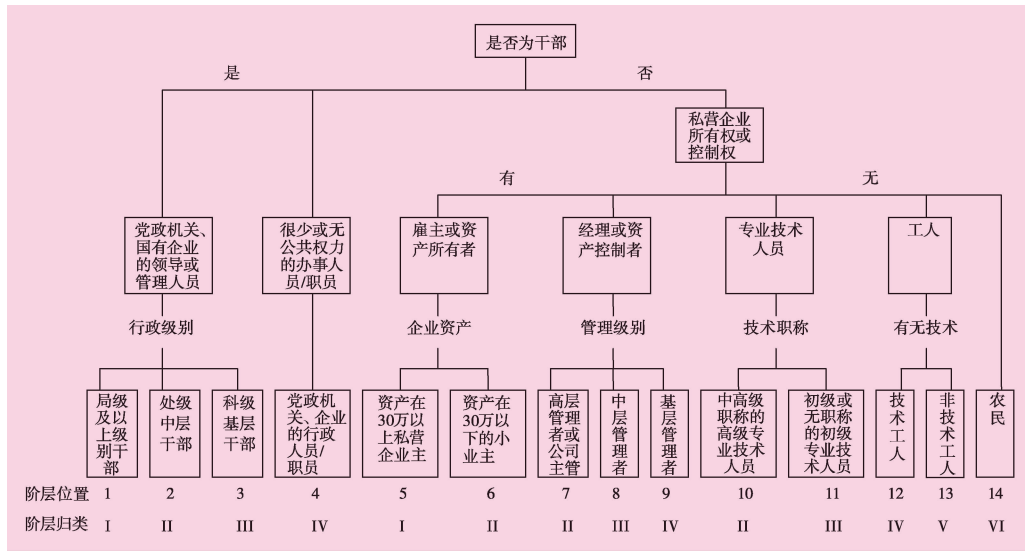 是否为干部
是
否
私营企业
所有权或
控制权
有
无
党政机关、
国有企业
的领导或
管理人员
很少或无
公共权力
的办事人
员/职员
雇主或资
产所有者
经理或资
产控制者
专业技术
人员
工人
行政级别
企业资产
管理级别
技术职称
有无技术
局级
及以
上级
别干
部
处级
中层
干部
科级
基层
干部
党政机
关、企业
的行政
人员/
职员
资产在
30万以
上私营
企业主
资产在
30万以
下的小
业主
高层
管理
者或
公司
主管
中层管理者
基层管理者
中高级
职称的
高级专
业技术
人员
初级或
无职称
的初级
专业技
术人员
技术工人
非技术工人
农民
阶层位置 1 2 3 4 5 6 7 8 9 10 11 12 13 14
阶层归类 I II III IV I II II III IV II III IV V VI